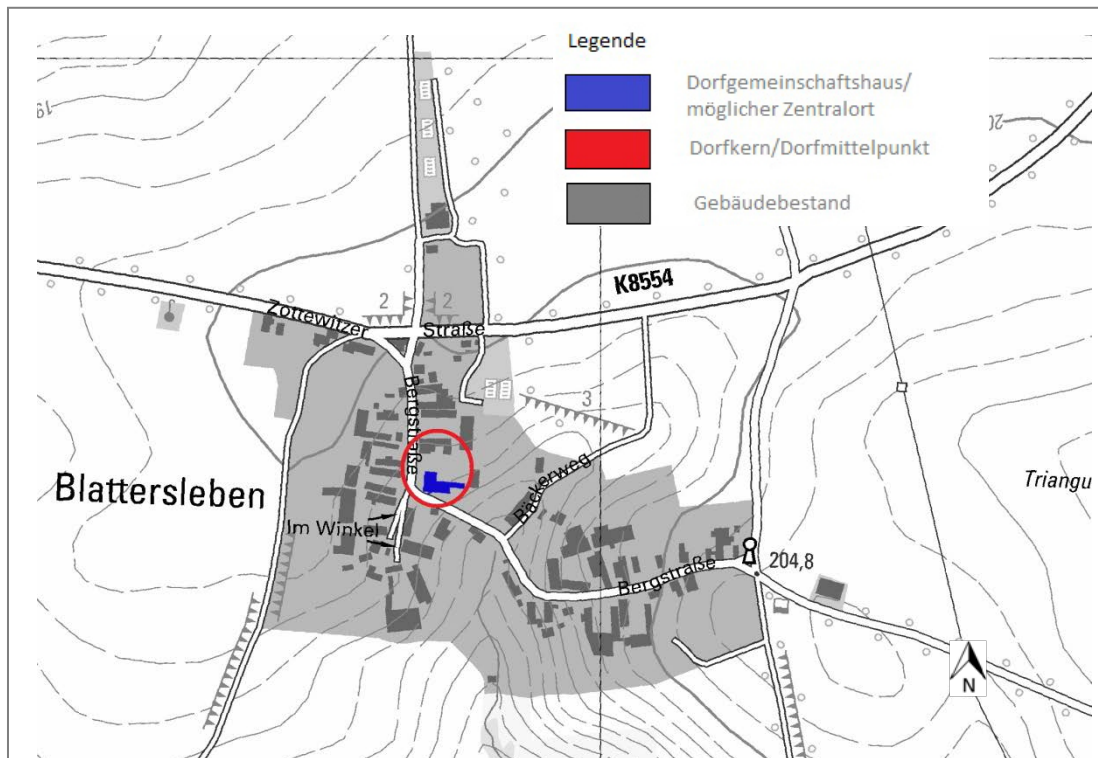 Legende
Dorfgemeinschaftshaus/
möglicher Zentralort
Dorfkern/Dorfmittelpunkt
Gebäudebestand
K8554
2
2
Zottewitzer
Straße
Bergstraße
3
Blattersleben
Bäckerweg
Im Winkel
Triangu
Bergstraße
204,8
N